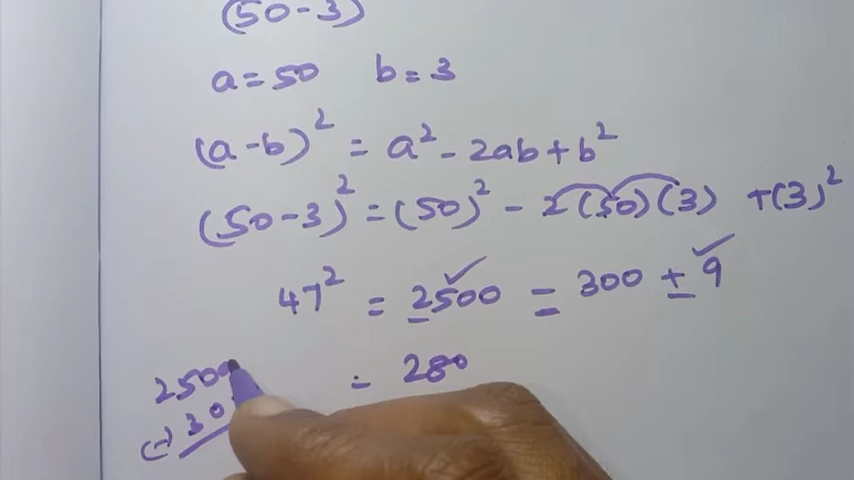 (50-3)
a=50 b=3
(a-b)² = a² - 2ab + b²
(50-3)² = (50)² - 2(50)(3) + (3)²
47² = 2500 = 300 ± 9
= 280
2500
(-) 30